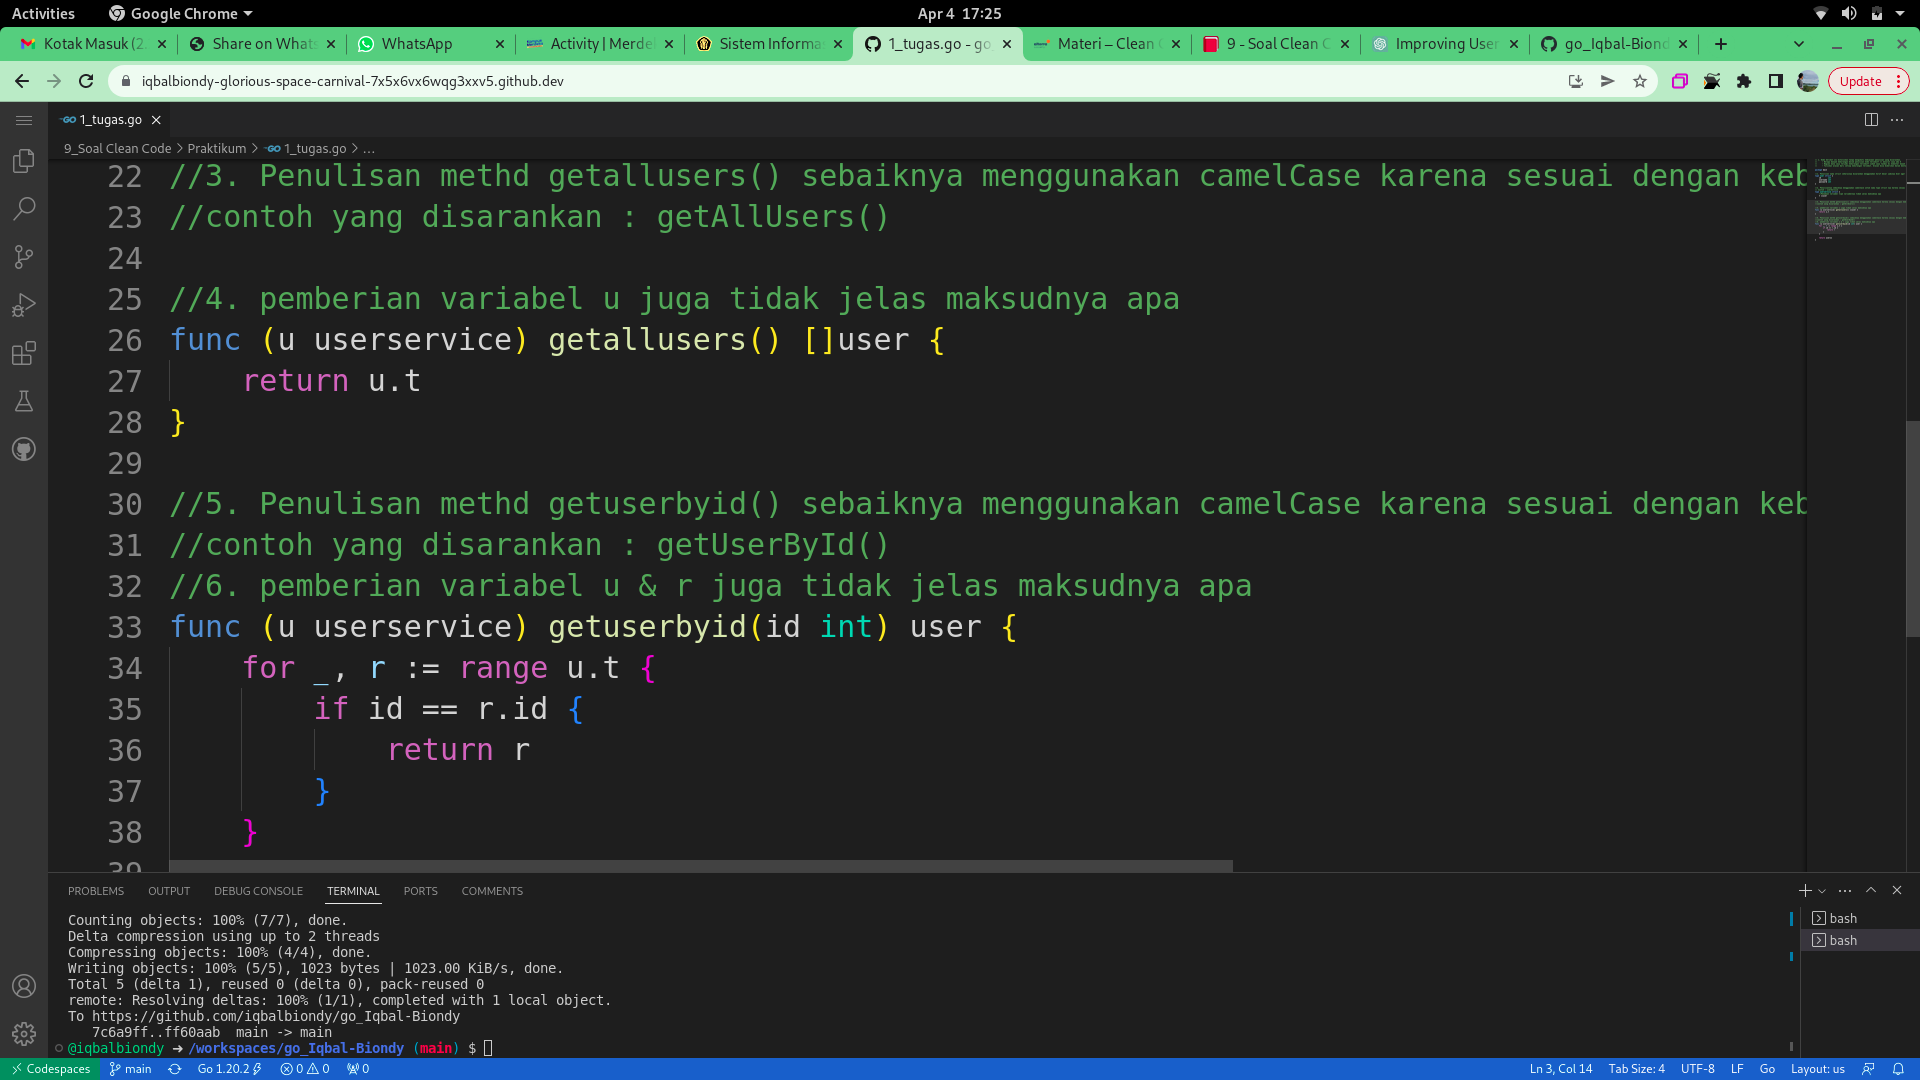 Activities Google Chrome Apr 4 17:25
Kotak Masuk (2. Share on Whats WhatsApp Activity | Merdek Sistem Informas 1_tugas.go - go_ Materi – Clean C 9 - Soal Clean C Improving User go_Iqbal-Biond
iqbalbiondy-glorious-space-carnival-7x5x6vx6wqg3xxv5.github.dev Update
GO 1_tugas.go
9_Soal Clean Code > Praktikum > GO 1_tugas.go > ...
22 //3. Penulisan methd getallusers() sebaiknya menggunakan camelCase karena sesuai dengan keb
23 //contoh yang disarankan : getAllUsers()
24
25 //4. pemberian variabel u juga tidak jelas maksudnya apa
26 func (u userservice) getallusers() []user {
27 return u.t
28 }
29
30 //5. Penulisan methd getuserbyid() sebaiknya menggunakan camelCase karena sesuai dengan keb
31 //contoh yang disarankan : getUserById()
32 //6. pemberian variabel u & r juga tidak jelas maksudnya apa
33 func (u userservice) getuserbyid(id int) user {
34 for _, r := range u.t {
35 if id == r.id {
36 return r
37 }
38 }
39
PROBLEMS OUTPUT DEBUG CONSOLE TERMINAL PORTS COMMENTS
Counting objects: 100% (7/7), done.
Delta compression using up to 2 threads
Compressing objects: 100% (4/4), done.
Writing objects: 100% (5/5), 1023 bytes | 1023.00 KiB/s, done.
Total 5 (delta 1), reused 0 (delta 0), pack-reused 0
remote: Resolving deltas: 100% (1/1), completed with 1 local object.
To https://github.com/iqbalbiondy/go_Iqbal-Biondy
7c6a9ff..ff60aab main -> main
@iqbalbiondy ➜ /workspaces/go_Iqbal-Biondy (main) $
bash
bash
Codespaces main Go 1.20.2 0 0 0 Ln 3, Col 14 Tab Size: 4 UTF-8 LF Go Layout: us